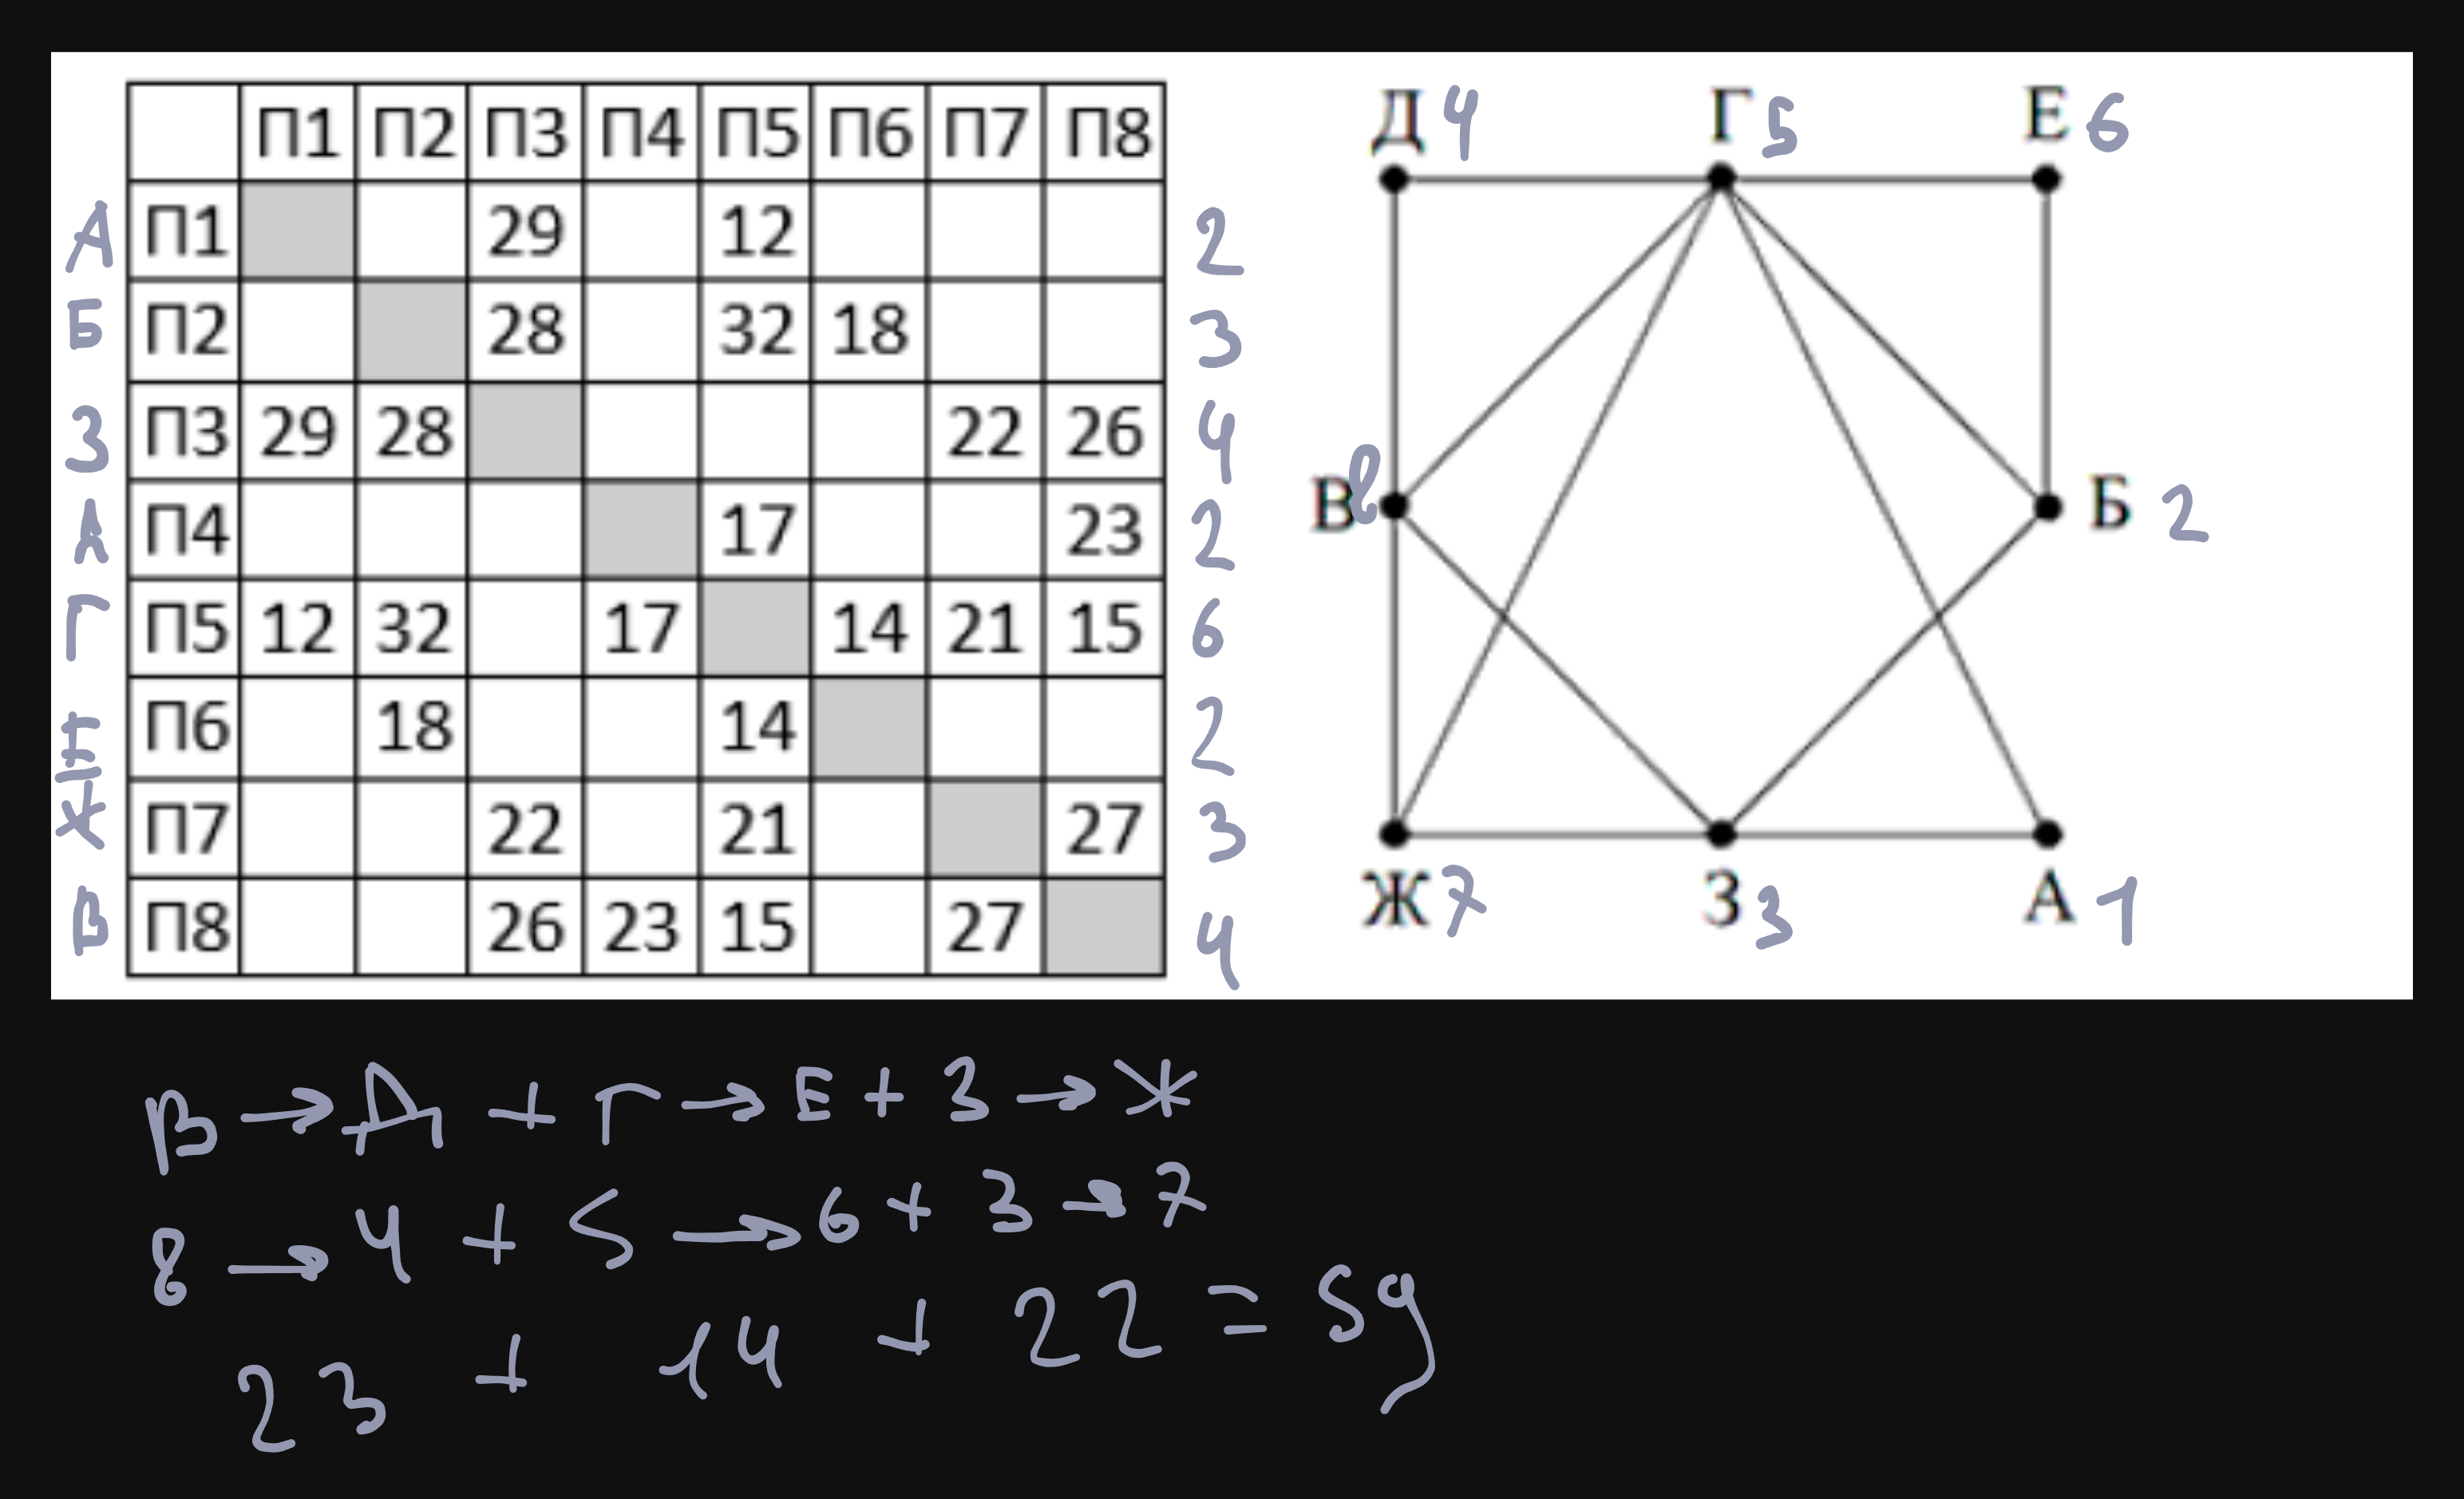 П1 П2 П3 П4 П5 П6 П7 П8
А П1 29 12 2
Б П2 28 32 18 3
З П3 29 28 22 26 4
Д П4 17 23 2
Г П5 12 32 17 14 21 15 6
Е П6 18 14 2
Ж П7 22 21 27 3
В П8 26 23 15 27 4
Д 4 Г 5 Е 6
В 8 Б 2
Ж 7 З 3 А 1
В → Д + Г → Е + З → Ж
8 → 4 + 5 → 6 + 3 → 7
23 + 14 + 22 = 59